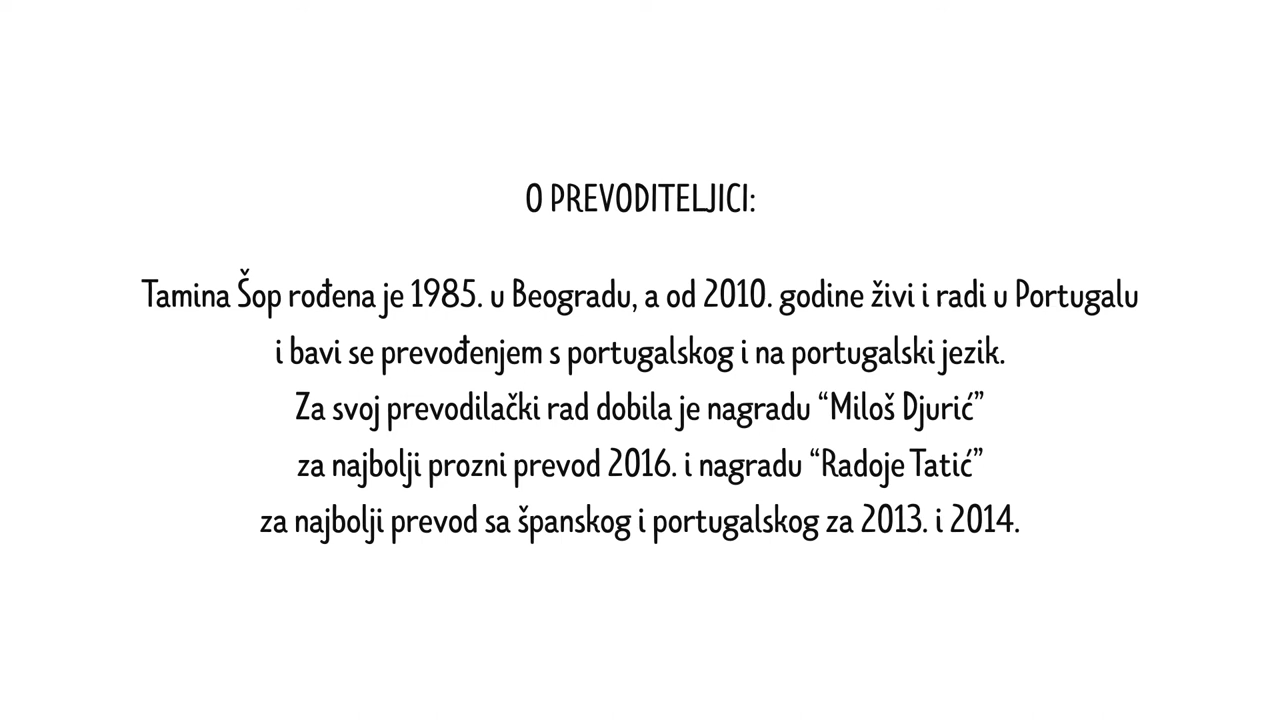 O PREVODITELJICI:
Tamina Šop rođena je 1985. u Beogradu, a od 2010. godine živi i radi u Portugalu
i bavi se prevođenjem s portugalskog i na portugalski jezik.
Za svoj prevodilački rad dobila je nagradu “Miloš Djurić”
za najbolji prozni prevod 2016. i nagradu “Radoje Tatić”
za najbolji prevod sa španskog i portugalskog za 2013. i 2014.